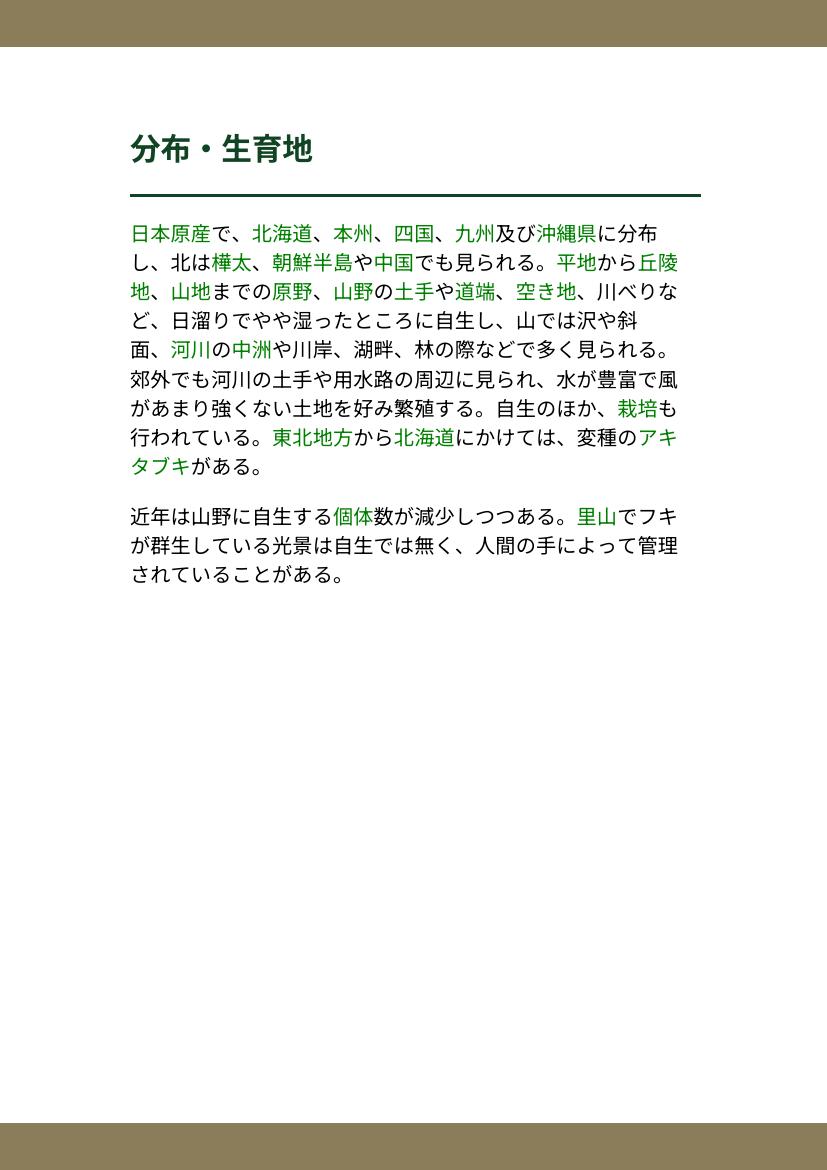 分布・生育地
日本原産で、北海道、本州、四国、九州及び沖縄県に分布
し、北は樺太、朝鮮半島や中国でも見られる。平地から丘陵
地、山地までの原野、山野の土手や道端、空き地、川べりな
ど、日溜りでやや湿ったところに自生し、山では沢や斜
面、河川の中洲や川岸、湖畔、林の際などで多く見られる。
郊外でも河川の土手や用水路の周辺に見られ、水が豊富で風
があまり強くない土地を好み繁殖する。自生のほか、栽培も
行われている。東北地方から北海道にかけては、変種のアキ
タブキがある。
近年は山野に自生する個体数が減少しつつある。里山でフキ
が群生している光景は自生では無く、人間の手によって管理
されていることがある。